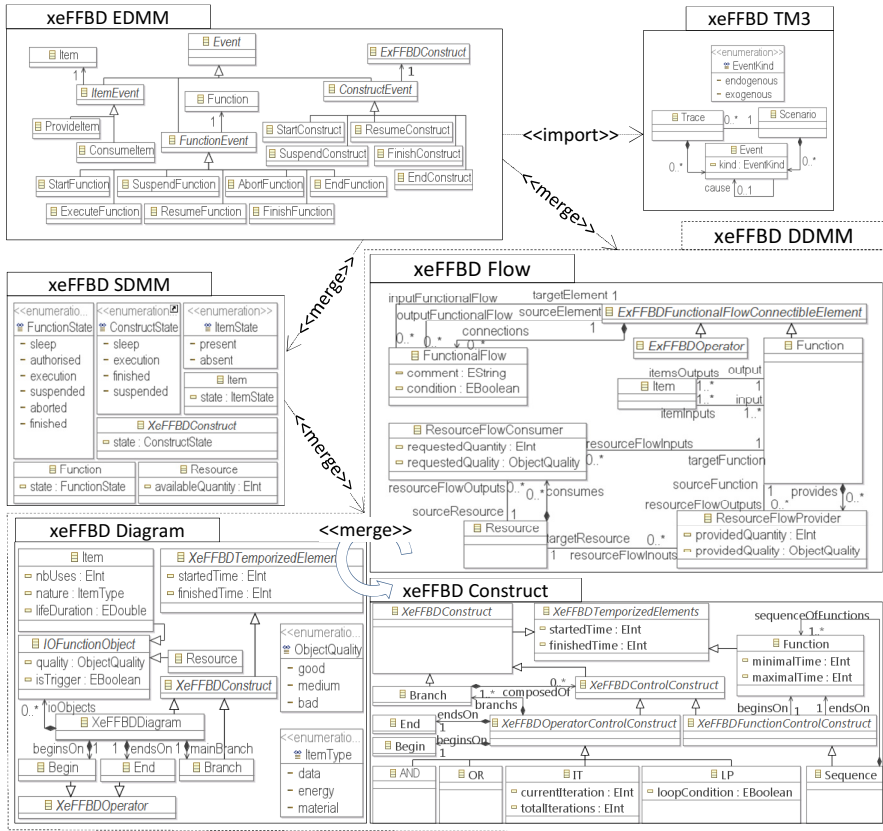 xeFFBD EDMM
Event
Item
ExFFBDConstruct
1
1
ItemEvent
Function
ConstructEvent
1
ProvideItem
FunctionEvent
StartConstruct
ResumeConstruct
ConsumeItem
SuspendConstruct
FinishConstruct
EndConstruct
StartFunction
SuspendFunction
AbortFunction
EndFunction
ExecuteFunction
ResumeFunction
FinishFunction
<<import>>
<<merge>>
<<merge>>
xeFFBD TM3
<<enumeration>>
EventKind
endogenous
exogenous
Trace
0..*
1
Scenario
Event
kind : EventKind
0..*
0..*
cause
0..1
xeFFBD SDMM
<<enumeratio...
FunctionState
sleep
authorised
execution
suspended
aborted
finished
<<enumeration>
ConstructState
sleep
execution
finished
suspended
<<enumeration>>
ItemState
present
absent
Item
state : ItemState
XeFFBDConstruct
state : ConstructState
Function
state : FunctionState
Resource
availableQuantity : EInt
<<merge>>
xeFFBD DDMM
xeFFBD Flow
inputFunctionalFlow
targetElement
1
outputFunctionalFlow
sourceElement
ExFFBDFunctionalFlowConnectibleElement
connections
1
0..*
0..*
0..*
FunctionalFlow
comment : EString
condition : EBoolean
ExFFBDOperator
Function
itemsOutputs
output
Item
1..*
1
1..*
input
itemInputs
1..*
ResourceFlowConsumer
requestedQuantity : EInt
requestedQuality : ObjectQuality
resourceFlowInputs
1
0..*
targetFunction
resourceFlowOutputs
0..*
0..*
consumes
sourceFunction
1
provides
sourceResource
resourceFlowOutputs
0..*
0..*
1
Resource
ResourceFlowProvider
providedQuantity : EInt
providedQuality : ObjectQuality
targetResource
0..*
1
resourceFlowInouts
<<merge>>
xeFFBD Diagram
Item
nbUses : EInt
nature : ItemType
lifeDuration : EDouble
XeFFBDTemporizedElement
startedTime : EInt
finishedTime : EInt
IOFunctionObject
quality : ObjectQuality
isTrigger : EBoolean
Resource
<<enumeratio...
ObjectQuality
good
medium
bad
XeFFBDConstruct
0..*
ioObjects
XeFFBDDiagram
beginsOn
1
endsOn
1
1
mainBranch
Begin
End
Branch
XeFFBDOperator
<<enumeratio...
ItemType
data
energy
material
xeFFBD Construct
XeFFBDConstruct
XeFFBDTemporizedElements
startedTime : EInt
finishedTime : EInt
sequenceOfFunctions
1..*
Function
minimalTime : EInt
maximalTime : EInt
0..*
XeFFBDControlConstruct
Branch
1..*
composedOf
branchs
beginsOn
1
1
endsOn
End
endsOn
1
XeFFBDOperatorControlConstruct
XeFFBDFunctionControlConstruct
Begin
beginsOn
1
AND
OR
IT
currentIteration : EInt
totalIterations : EInt
LP
loopCondition : EBoolean
Sequence